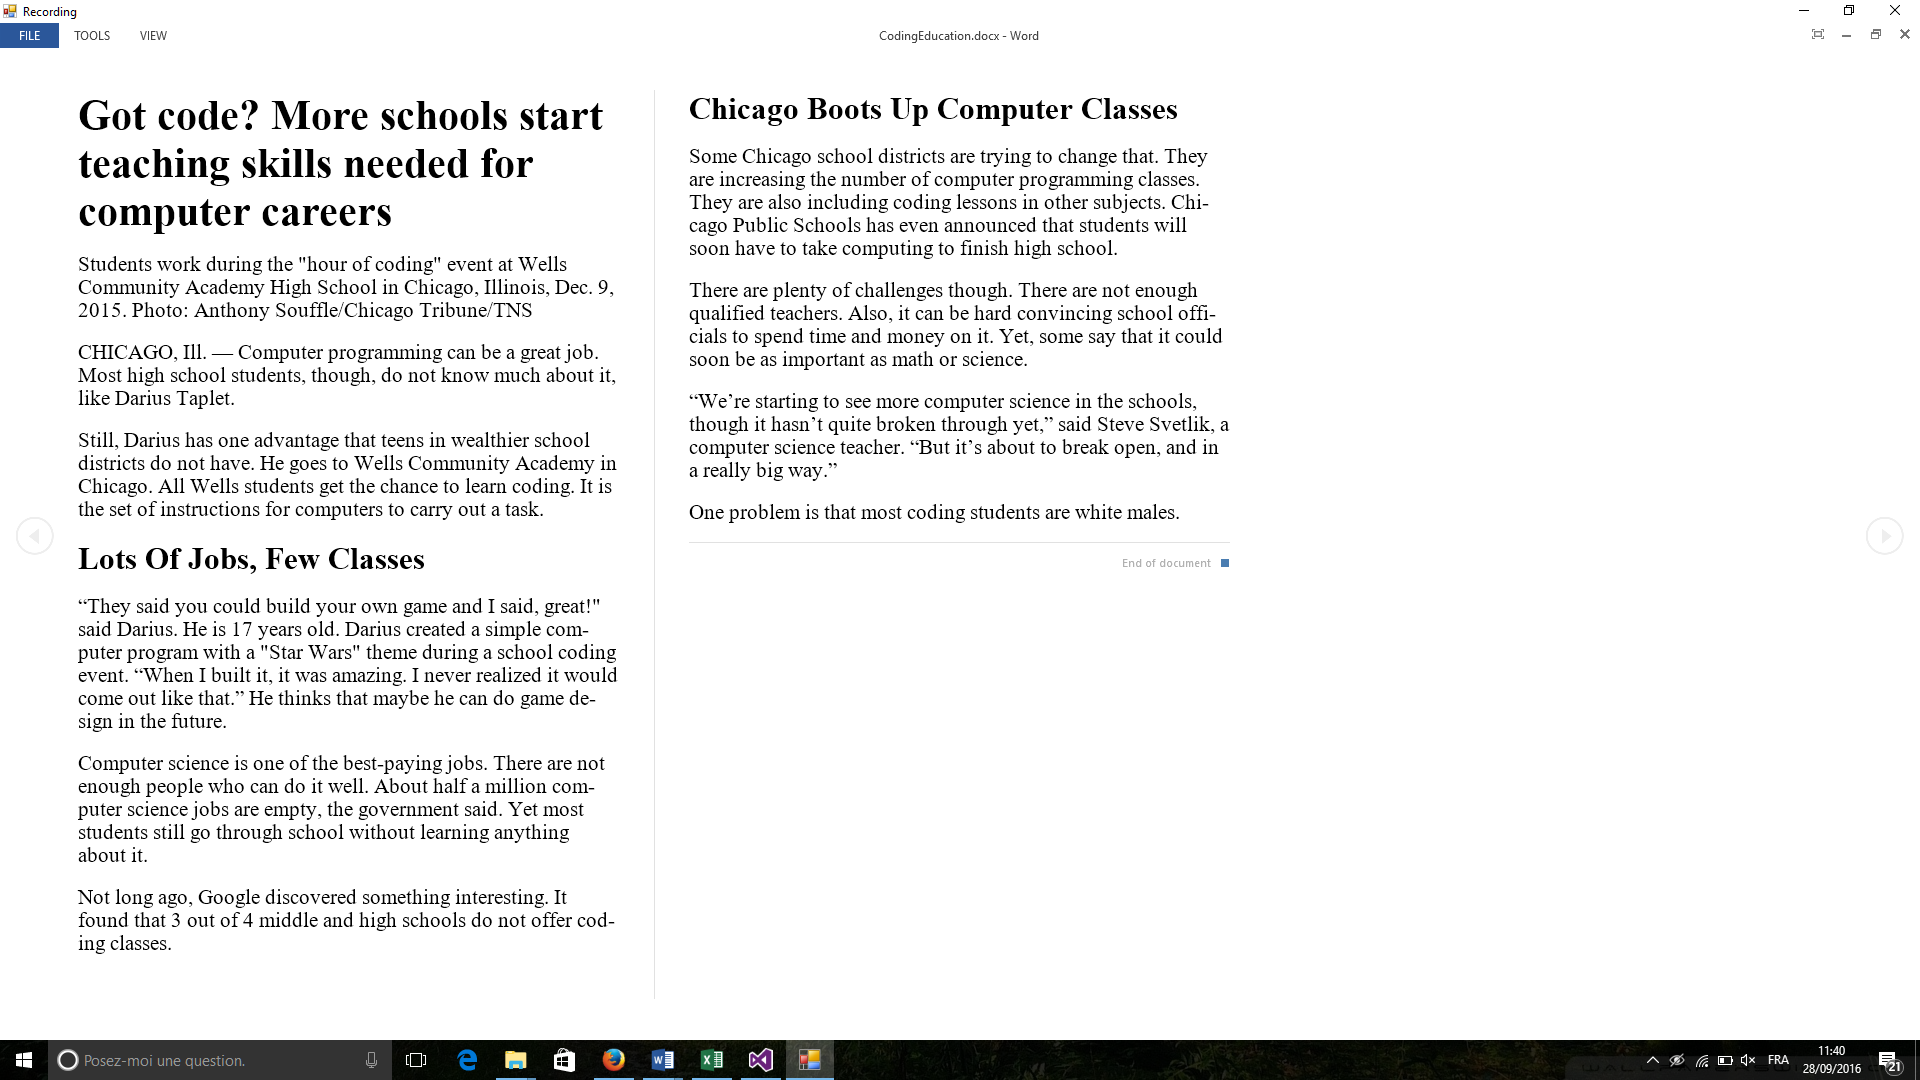 Recording
FILE TOOLS VIEW CodingEducation.docx - Word
Got code? More schools start
teaching skills needed for
computer careers
Students work during the "hour of coding" event at Wells
Community Academy High School in Chicago, Illinois, Dec. 9,
2015. Photo: Anthony Souffle/Chicago Tribune/TNS
CHICAGO, Ill. — Computer programming can be a great job.
Most high school students, though, do not know much about it,
like Darius Taplet.
Still, Darius has one advantage that teens in wealthier school
districts do not have. He goes to Wells Community Academy in
Chicago. All Wells students get the chance to learn coding. It is
the set of instructions for computers to carry out a task.
Lots Of Jobs, Few Classes
“They said you could build your own game and I said, great!"
said Darius. He is 17 years old. Darius created a simple com-
puter program with a "Star Wars" theme during a school coding
event. “When I built it, it was amazing. I never realized it would
come out like that.” He thinks that maybe he can do game de-
sign in the future.
Computer science is one of the best-paying jobs. There are not
enough people who can do it well. About half a million com-
puter science jobs are empty, the government said. Yet most
students still go through school without learning anything
about it.
Not long ago, Google discovered something interesting. It
found that 3 out of 4 middle and high schools do not offer cod-
ing classes.
Chicago Boots Up Computer Classes
Some Chicago school districts are trying to change that. They
are increasing the number of computer programming classes.
They are also including coding lessons in other subjects. Chi-
cago Public Schools has even announced that students will
soon have to take computing to finish high school.
There are plenty of challenges though. There are not enough
qualified teachers. Also, it can be hard convincing school offi-
cials to spend time and money on it. Yet, some say that it could
soon be as important as math or science.
“We’re starting to see more computer science in the schools,
though it hasn’t quite broken through yet,” said Steve Svetlik, a
computer science teacher. “But it’s about to break open, and in
a really big way.”
One problem is that most coding students are white males.
End of document
Posez-moi une question.
FRA
11:40
28/09/2016
21